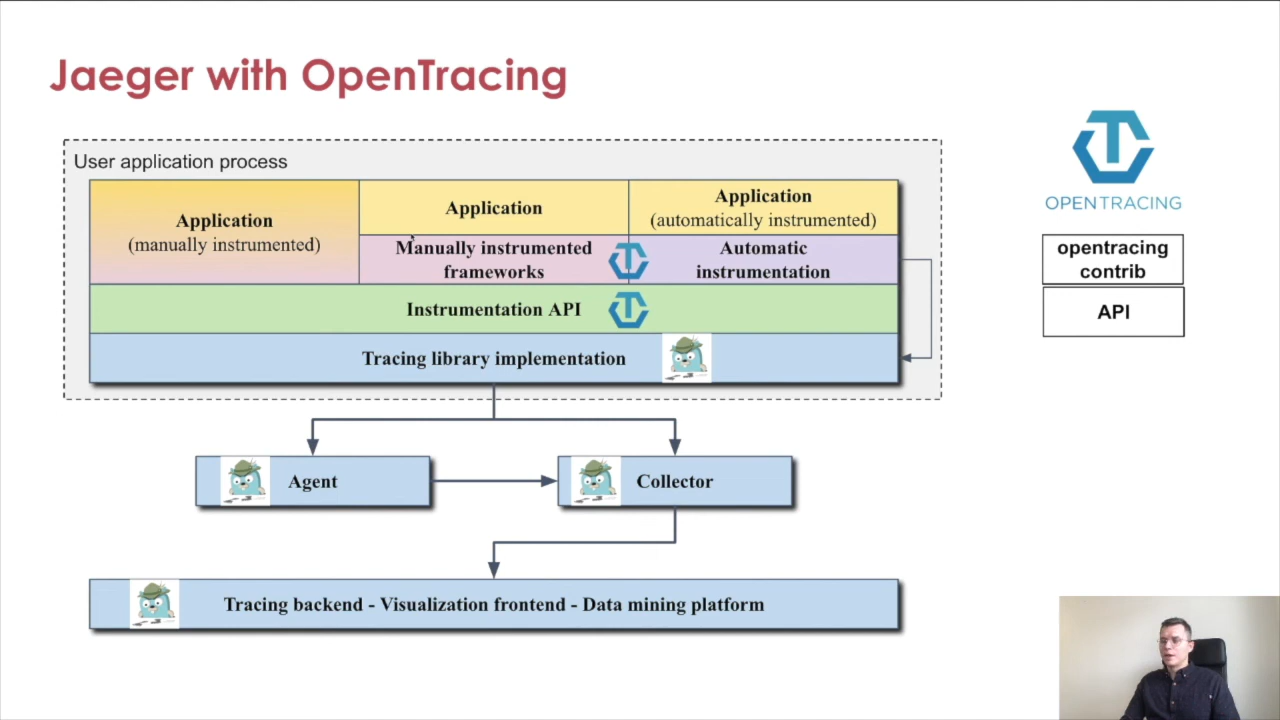 Jaeger with OpenTracing
User application process
Application
(manually instrumented)
Application
Application
(automatically instrumented)
Manually instrumented
frameworks
Automatic
instrumentation
Instrumentation API
Tracing library implementation
Agent
Collector
Tracing backend - Visualization frontend - Data mining platform
OPENTRACING
opentracing
contrib
API